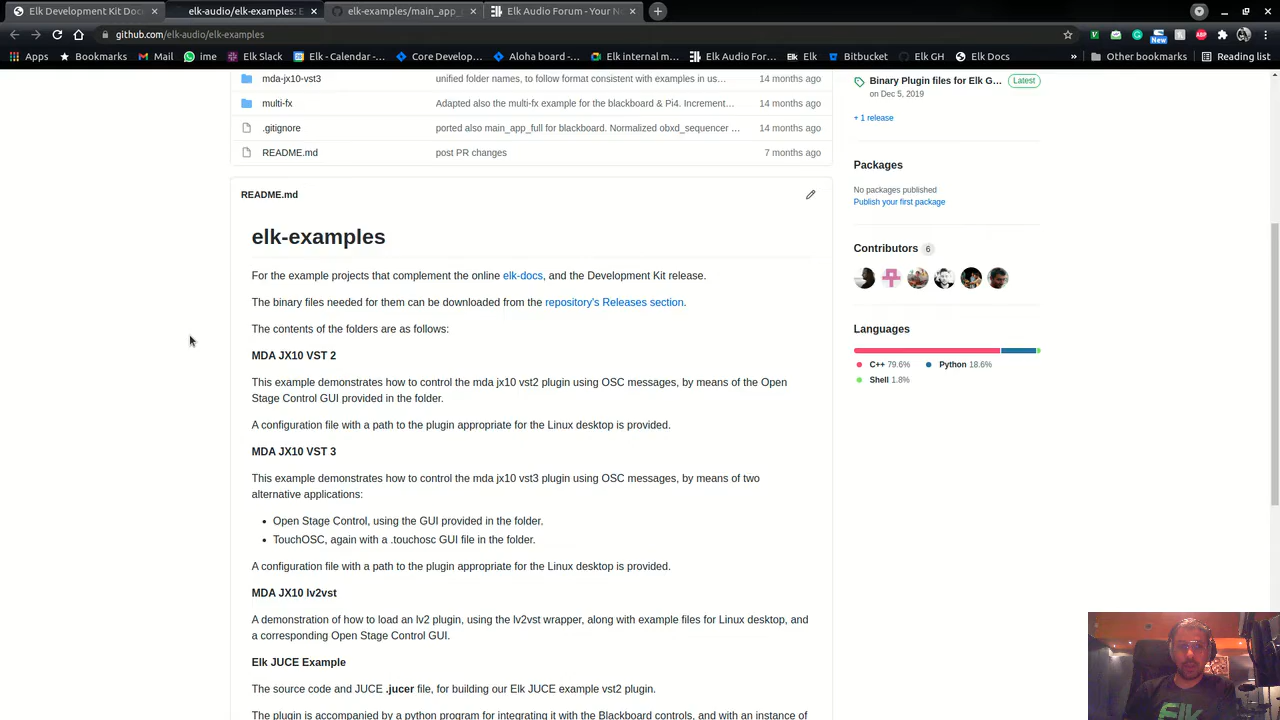 Elk Development Kit Docu
elk-audio/elk-examples: E
elk-examples/main_app_
Elk Audio Forum - Your N
github.com/elk-audio/elk-examples
New
Apps
Bookmarks
Mail
ime
Elk Slack
Elk - Calendar -...
Core Develop...
Aloha board -...
Elk internal m...
Elk Audio For...
Elk
Bitbucket
Elk GH
Elk Docs
»
Other bookmarks
Reading list
mda-jx10-vst3 unified folder names, to follow format consistent with examples in us... 14 months ago
multi-fx Adapted also the multi-fx example for the blackboard & Pi4. Increment... 14 months ago
.gitignore ported also main_app_full for blackboard. Normalized obxd_sequencer ... 14 months ago
README.md post PR changes 7 months ago
README.md
elk-examples
For the example projects that complement the online elk-docs, and the Development Kit release.
The binary files needed for them can be downloaded from the repository's Releases section.
The contents of the folders are as follows:
MDA JX10 VST 2
This example demonstrates how to control the mda jx10 vst2 plugin using OSC messages, by means of the Open
Stage Control GUI provided in the folder.
A configuration file with a path to the plugin appropriate for the Linux desktop is provided.
MDA JX10 VST 3
This example demonstrates how to control the mda jx10 vst3 plugin using OSC messages, by means of two
alternative applications:
• Open Stage Control, using the GUI provided in the folder.
• TouchOSC, again with a .touchosc GUI file in the folder.
A configuration file with a path to the plugin appropriate for the Linux desktop is provided.
MDA JX10 lv2vst
A demonstration of how to load an lv2 plugin, using the lv2vst wrapper, along with example files for Linux desktop, and
a corresponding Open Stage Control GUI.
Elk JUCE Example
The source code and JUCE .jucer file, for building our Elk JUCE example vst2 plugin.
The plugin is accompanied by a python program for integrating it with the Blackboard controls, and with an instance of
Binary Plugin files for Elk G... Latest
on Dec 5, 2019
+ 1 release
Packages
No packages published
Publish your first package
Contributors 6
Languages
C++ 79.6%
Python 18.6%
Shell 1.8%